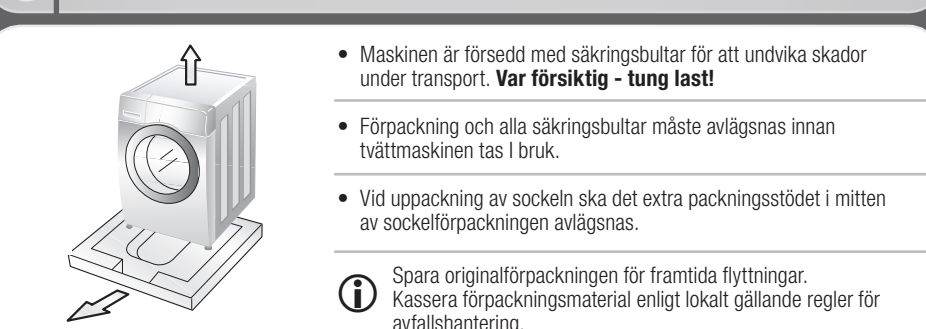 • Maskinen är försedd med säkringsbultar för att undvika skador
under transport. Var försiktig - tung last!
• Förpackning och alla säkringsbultar måste avlägsnas innan
tvättmaskinen tas I bruk.
• Vid uppackning av sockeln ska det extra packningsstödet i mitten
av sockelförpackningen avlägsnas.
Spara originalförpackningen för framtida flyttningar.
Kassera förpackningsmaterial enligt lokalt gällande regler för
avfallshantering.